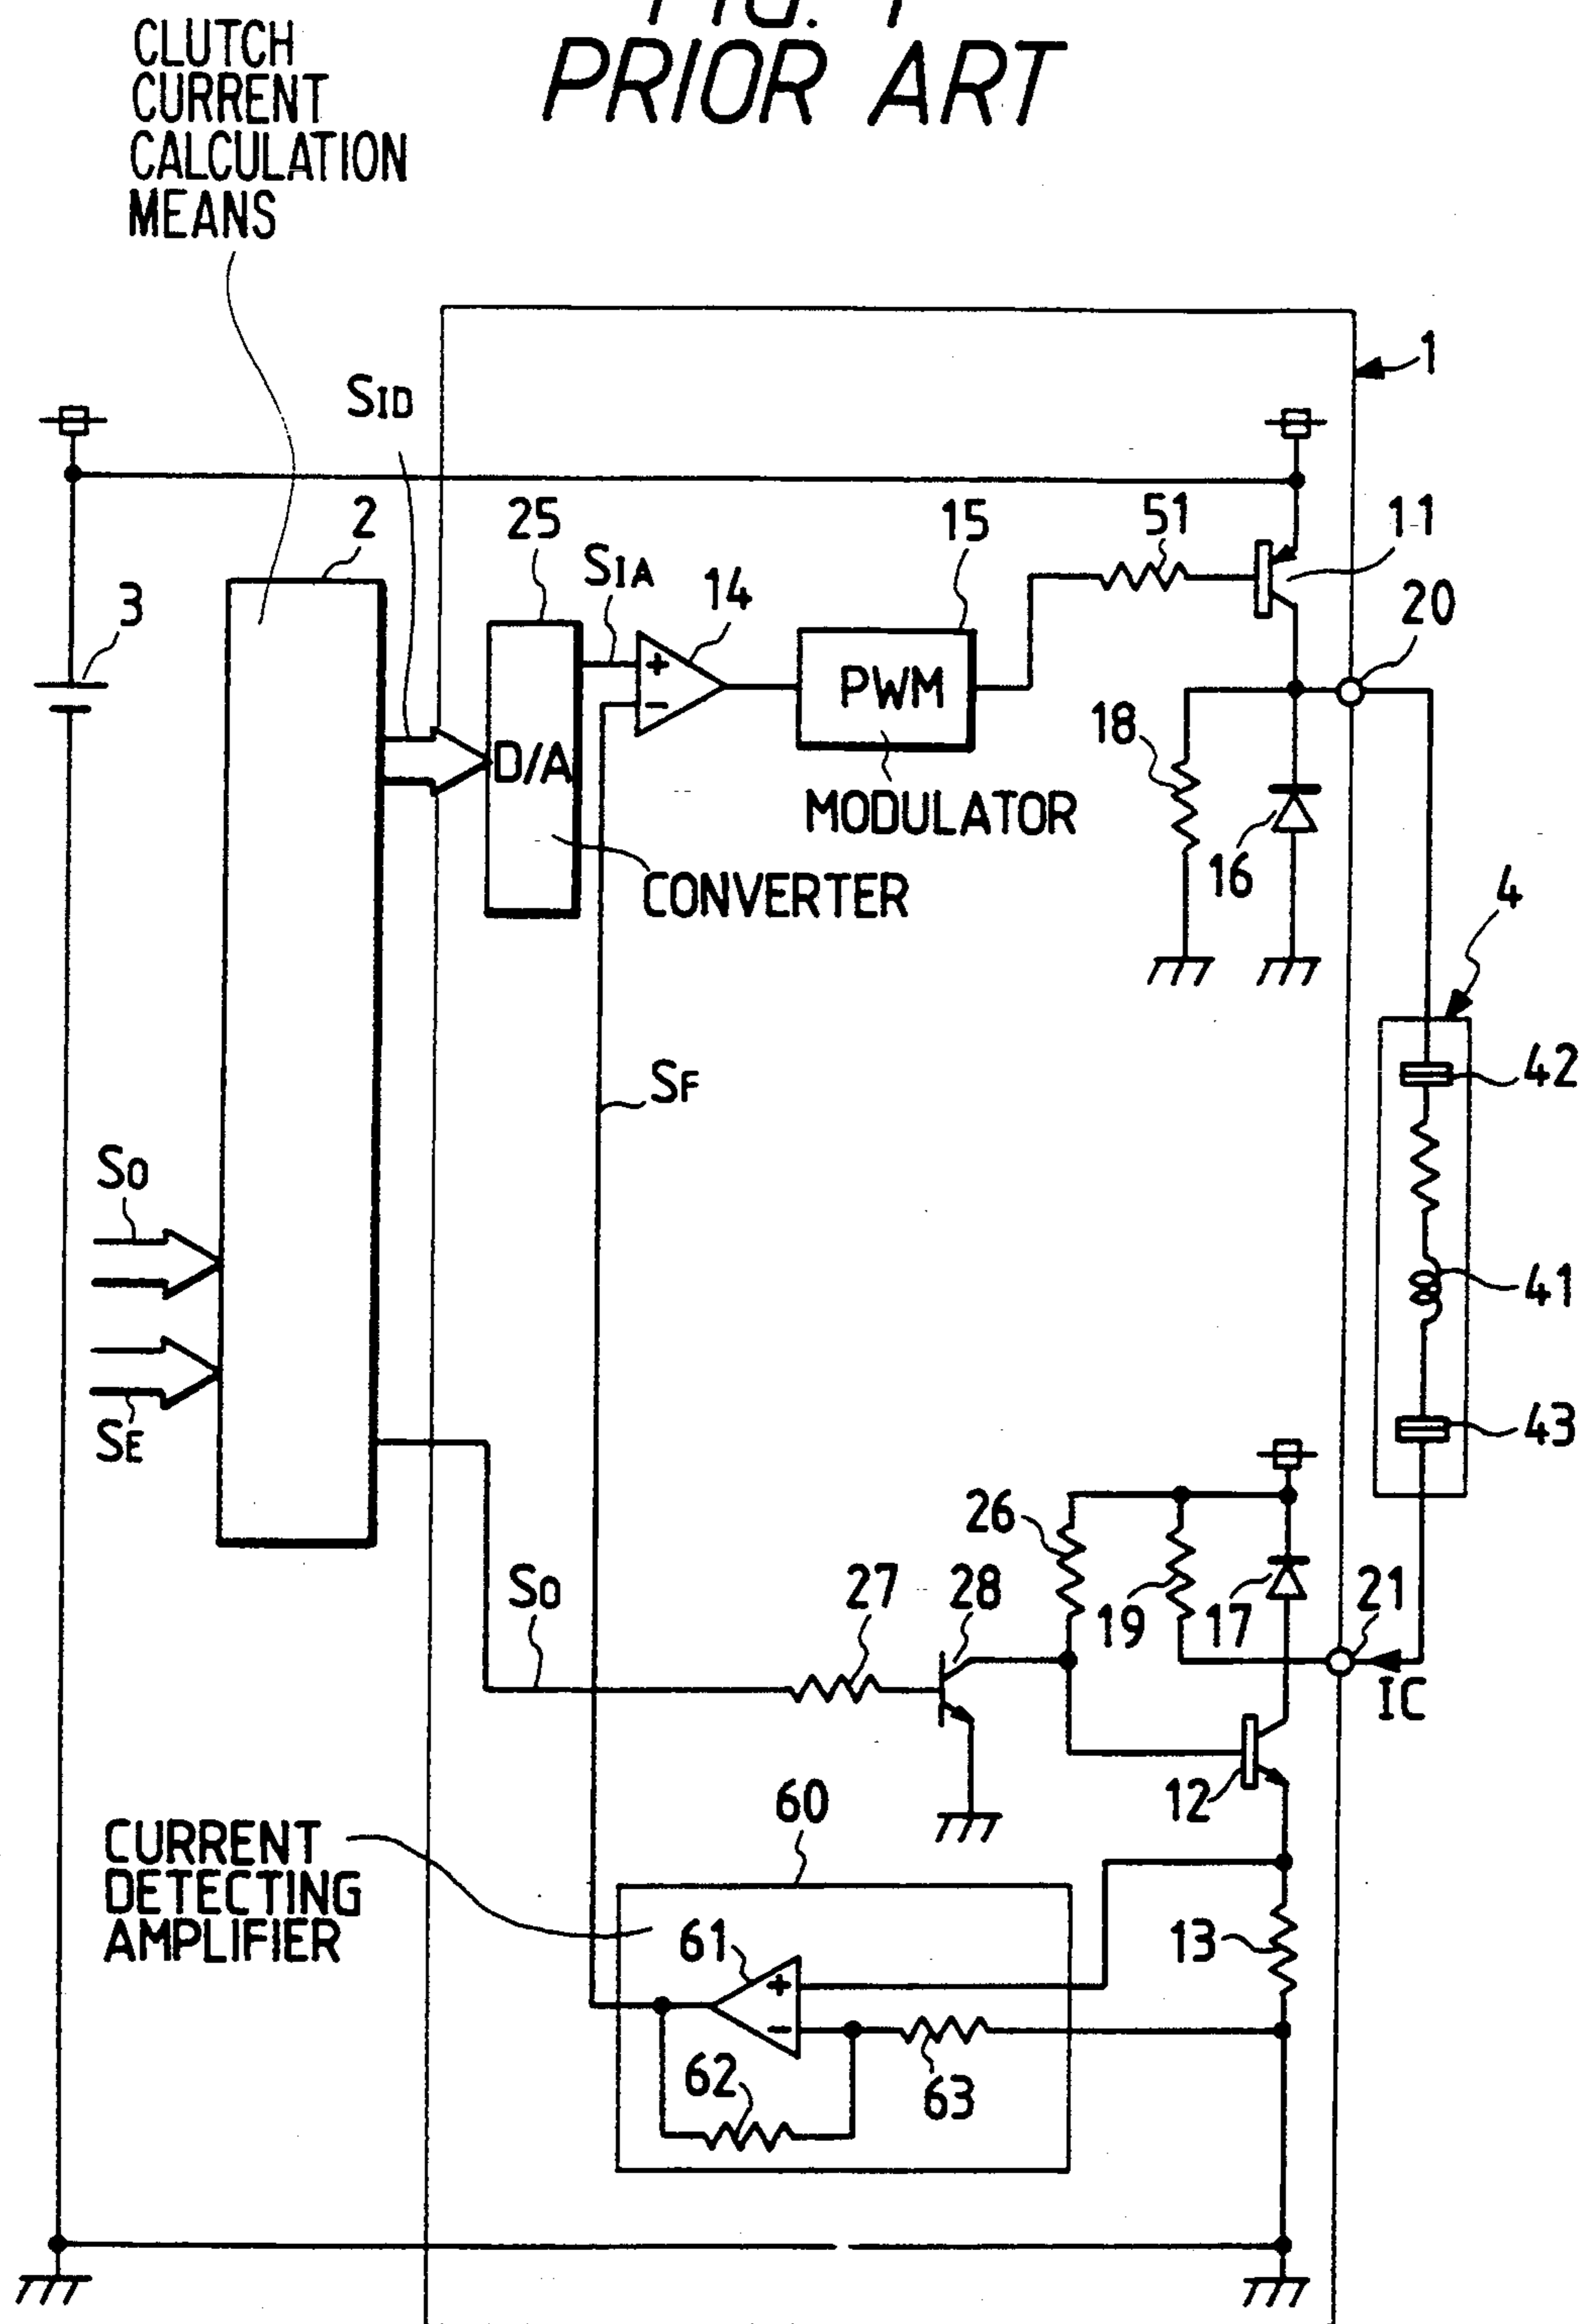 FIG. 1
PRIOR ART
CLUTCH
CURRENT
CALCULATION
MEANS
1
SID
2
25
SIA
14
15
51
11
20
3
+
−
PWM
D/A
18
16
MODULATOR
CONVERTER
4
42
SF
SO
41
SE
43
26
27
28
19
17
21
SO
IC
12
60
CURRENT
DETECTING
AMPLIFIER
61
+
−
13
62
63